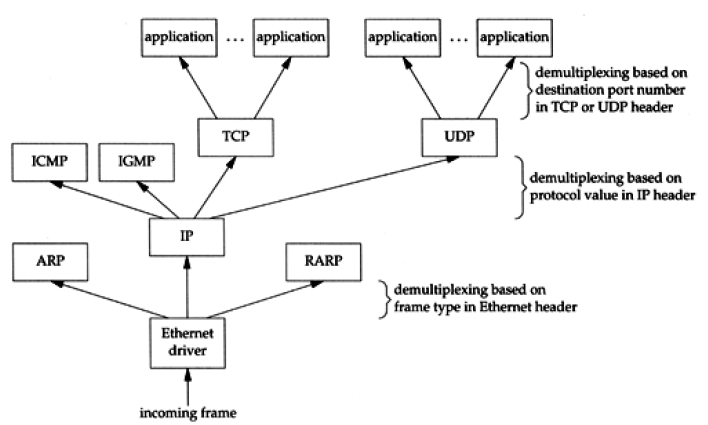 application ... application
application ... application
demultiplexing based on
destination port number
in TCP or UDP header
TCP
UDP
ICMP
IGMP
demultiplexing based on
protocol value in IP header
IP
ARP
RARP
demultiplexing based on
frame type in Ethernet header
Ethernet
driver
incoming frame